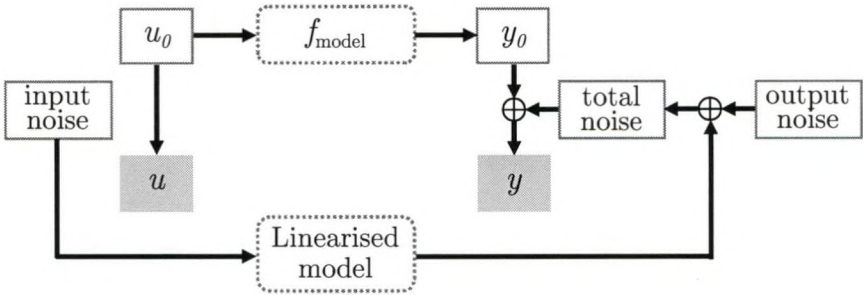 u0
fmodel
y0
input
noise
total
noise
output
noise
u
y
Linearised
model